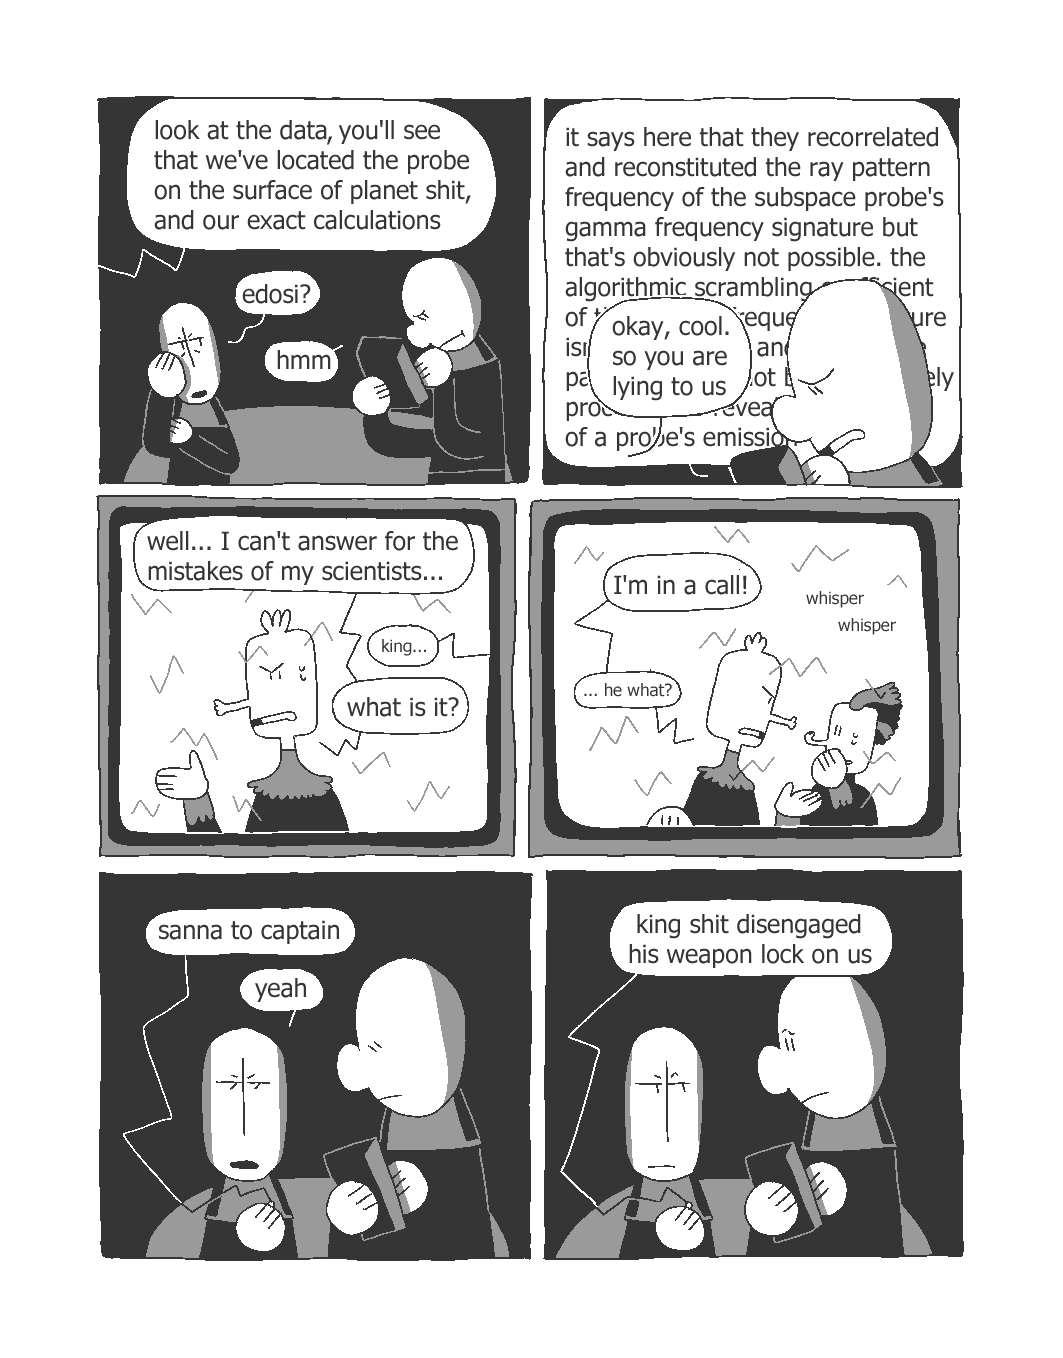 look at the data, you'll see
that we've located the probe
on the surface of planet shit,
and our exact calculations
edosi?
hmm
it says here that they recorrelated
and reconstituted the ray pattern
frequency of the subspace probe's
gamma frequency signature but
that's obviously not possible. the
algorithmic scrambling
of
of a probe's
okay, cool.
so you are
lying to us
well... I can't answer for the
mistakes of my scientists...
king...
what is it?
I'm in a call!
whisper
whisper
... he what?
sanna to captain
yeah
king shit disengaged
his weapon lock on us